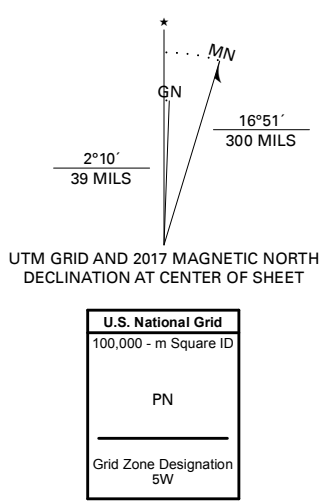 ★
MN
GN
16°51´
300 MILS
2°10´
39 MILS
UTM GRID AND 2017 MAGNETIC NORTH
DECLINATION AT CENTER OF SHEET
U.S. National Grid
100,000 - m Square ID
PN
Grid Zone Designation
5W